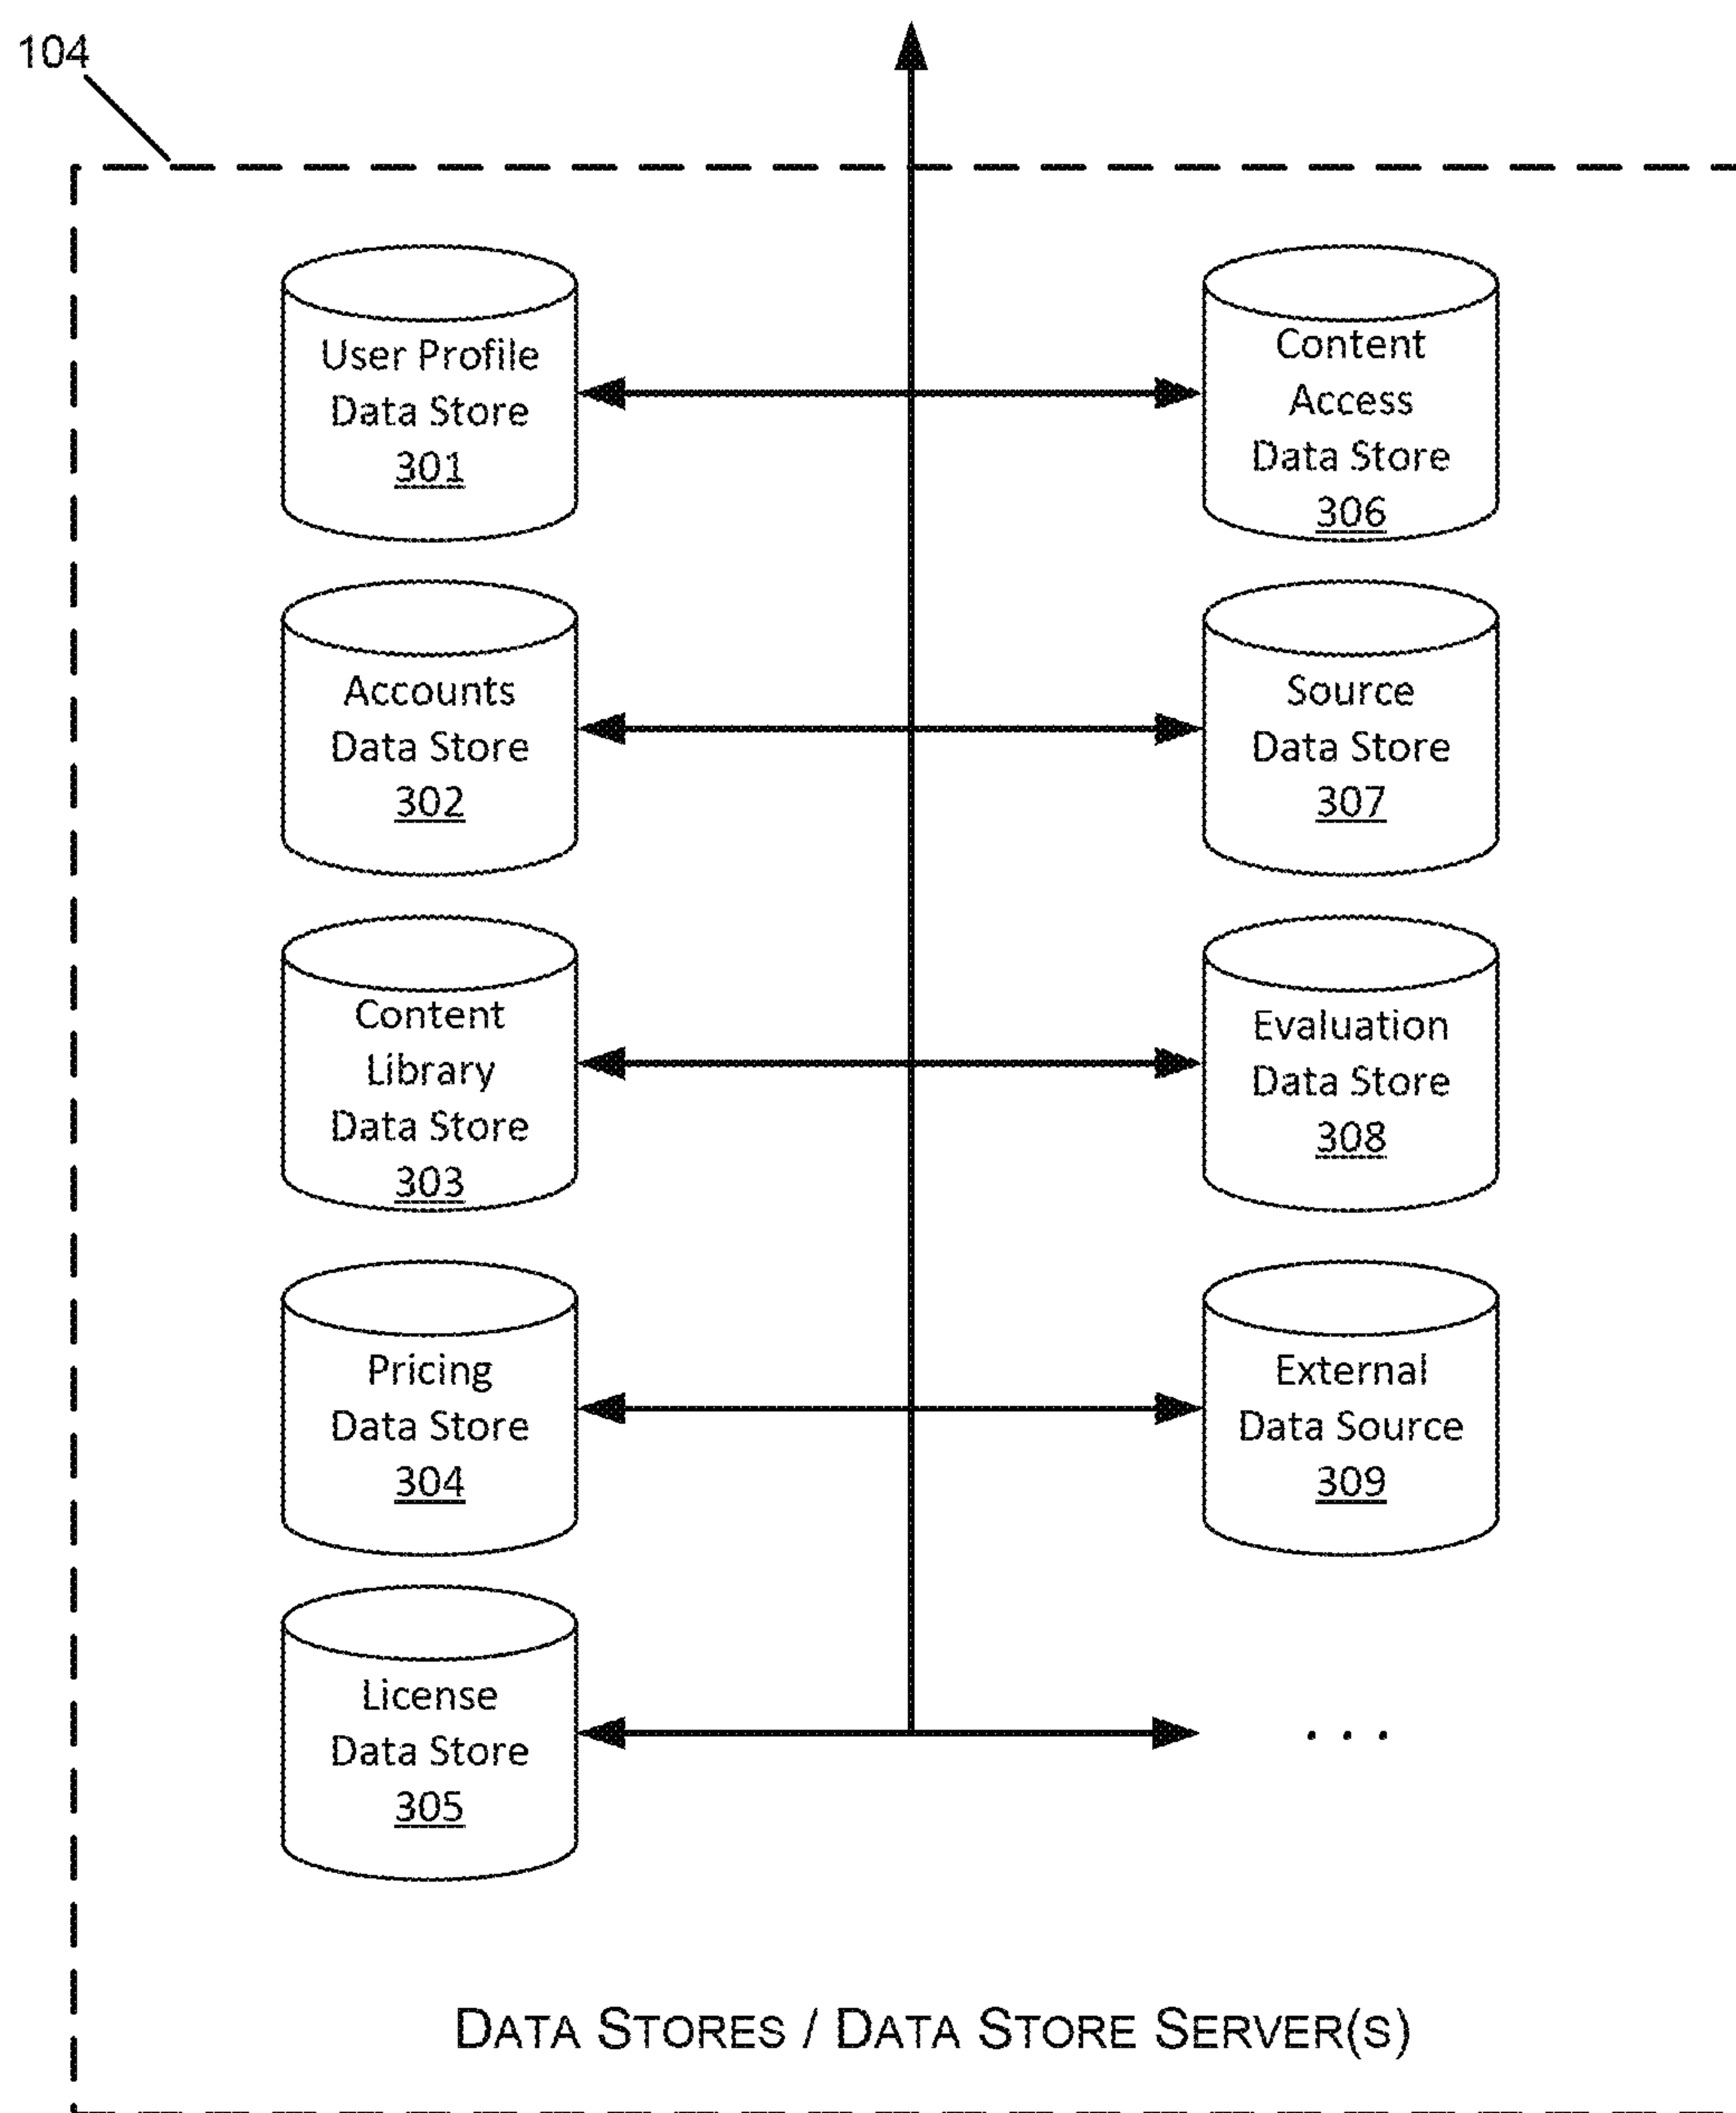 104
User Profile
Data Store
301
Content
Access
Data Store
306
Accounts
Data Store
302
Source
Data Store
307
Content
Library
Data Store
303
Evaluation
Data Store
308
Pricing
Data Store
304
External
Data Source
309
License
Data Store
305
. . .
DATA STORES / DATA STORE SERVER(S)